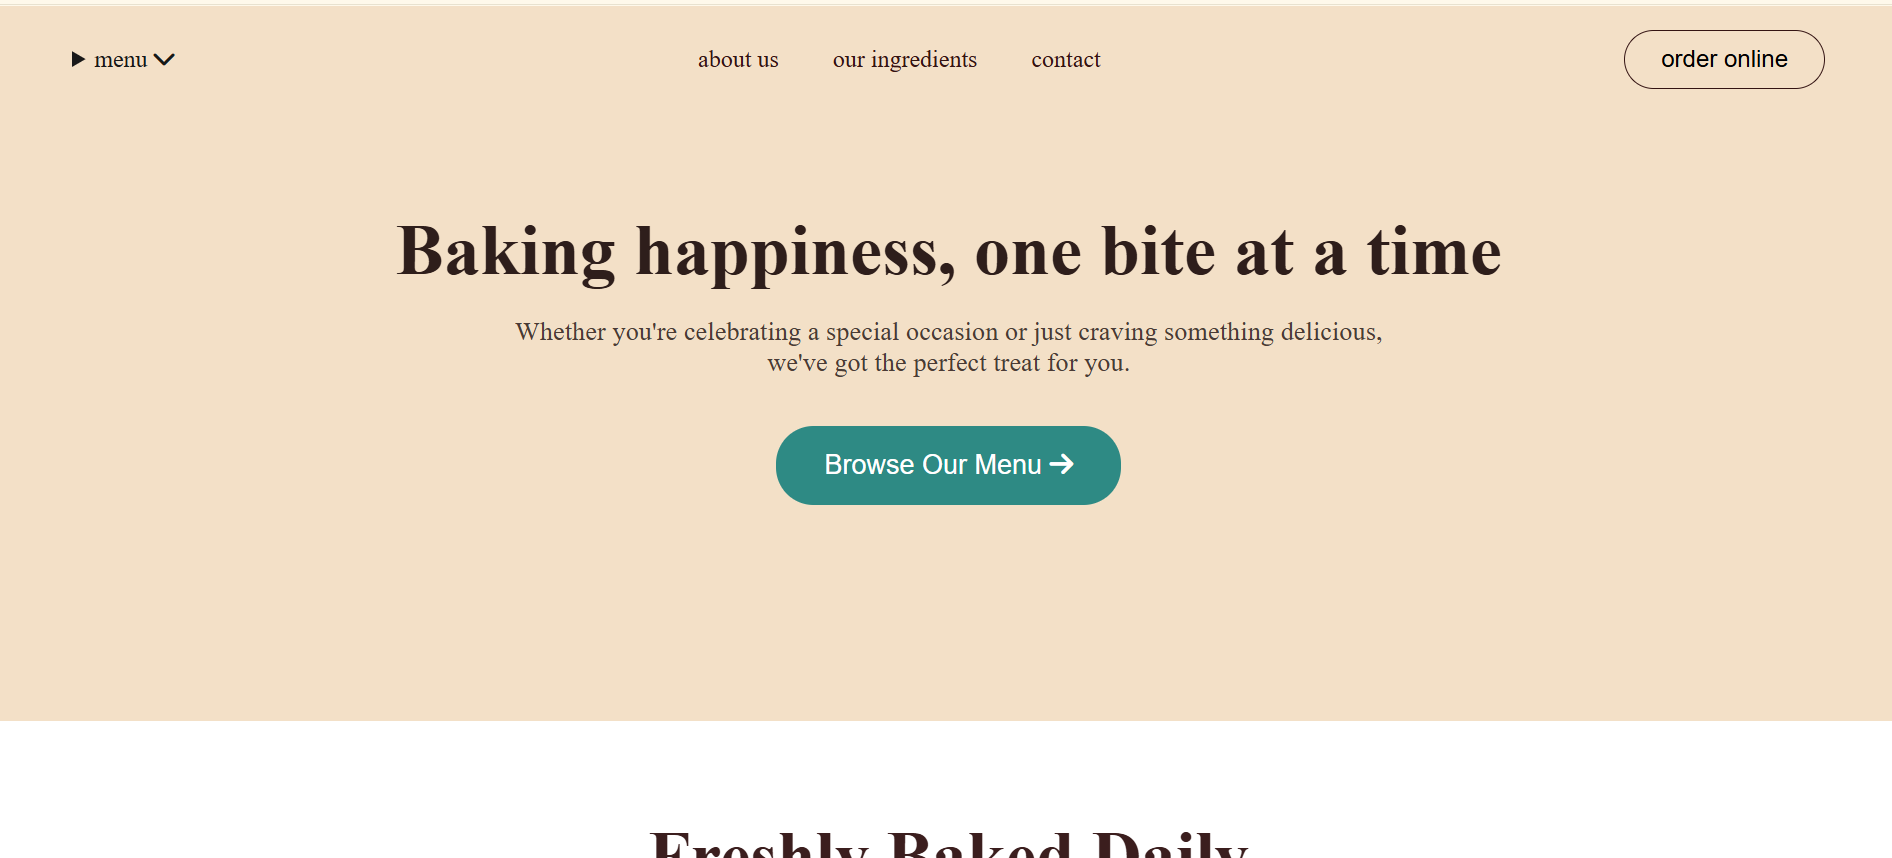 menu
about us
our ingredients
contact
order online
Baking happiness, one bite at a time
Whether you're celebrating a special occasion or just craving something delicious,
we've got the perfect treat for you.
Browse Our Menu
Freshly Baked Daily